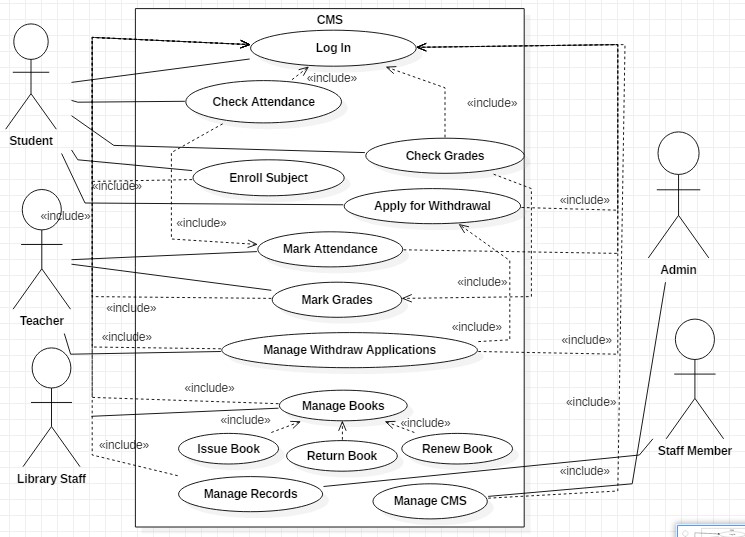 CMS
Log In
«include»
Check Attendance
«include»
Student
Check Grades
Enroll Subject
«include»
Apply for Withdrawal
«include»
«include»
«include»
Mark Attendance
Admin
«include»
Mark Grades
«include»
Teacher
«include»
«include»
«include»
Manage Withdraw Applications
«include»
Manage Books
«include»
«include»
«include»
Issue Book
Return Book
Renew Book
«include»
Staff Member
Library Staff
«include»
Manage Records
Manage CMS